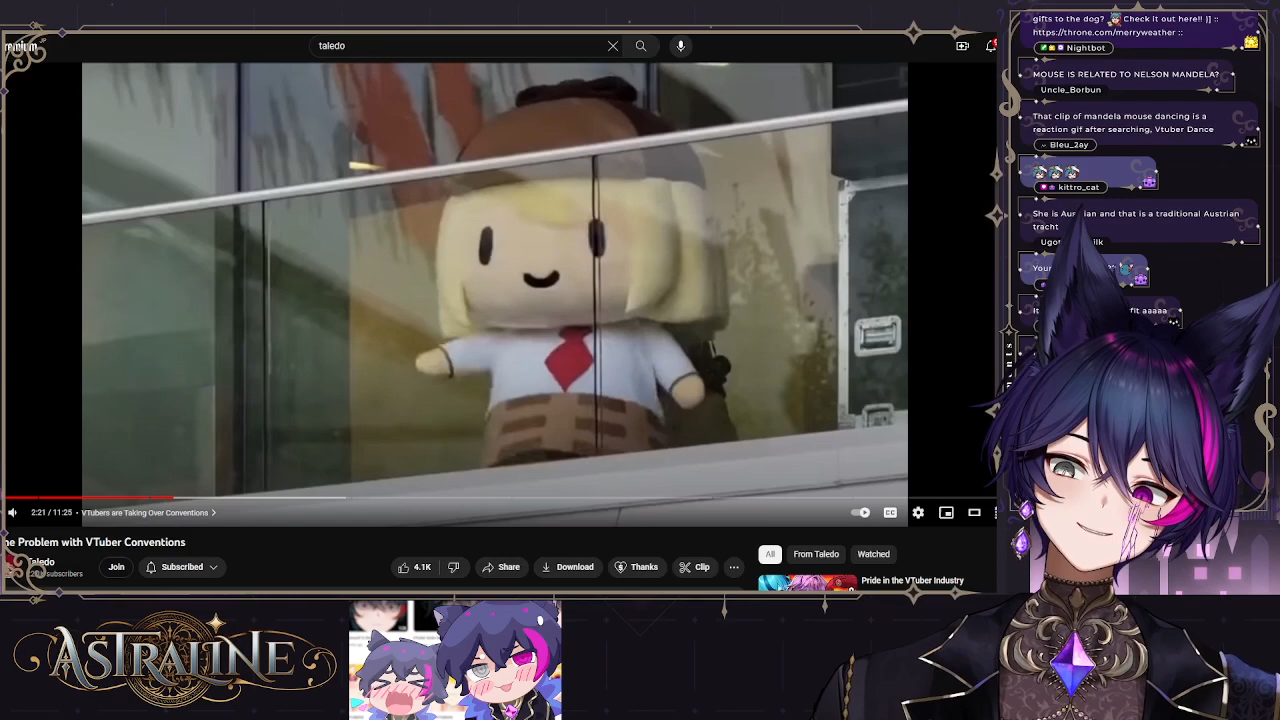 taledo
2:21 / 11:25 • VTubers are Taking Over Conventions
Problem with VTuber Conventions
Taledo
subscribers
Join
Subscribed
4.1K
Share
Download
Thanks
Clip
All
From Taledo
Watched
Pride in the VTuber Industry
gifts to the dog? Check it out here!! )] ::
https://throne.com/merryweather ::
Nightbot
MOUSE IS RELATED TO NELSON MANDELA?
Uncle_Borbun
That clip of mandela mouse dancing is a
reaction gif after searching, Vtuber Dance
Bleu_2ay
kittro_cat
She is ian and that is a traditional Austrian
tracht
fit aaaaa
ASTRALINE